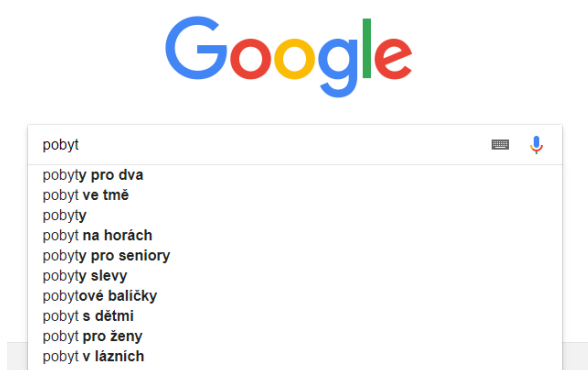 Google
pobyt
pobyty pro dva
pobyt ve tmě
pobyty
pobyt na horách
pobyty pro seniory
pobyty slevy
pobytové balíčky
pobyt s dětmi
pobyt pro ženy
pobyt v lázních